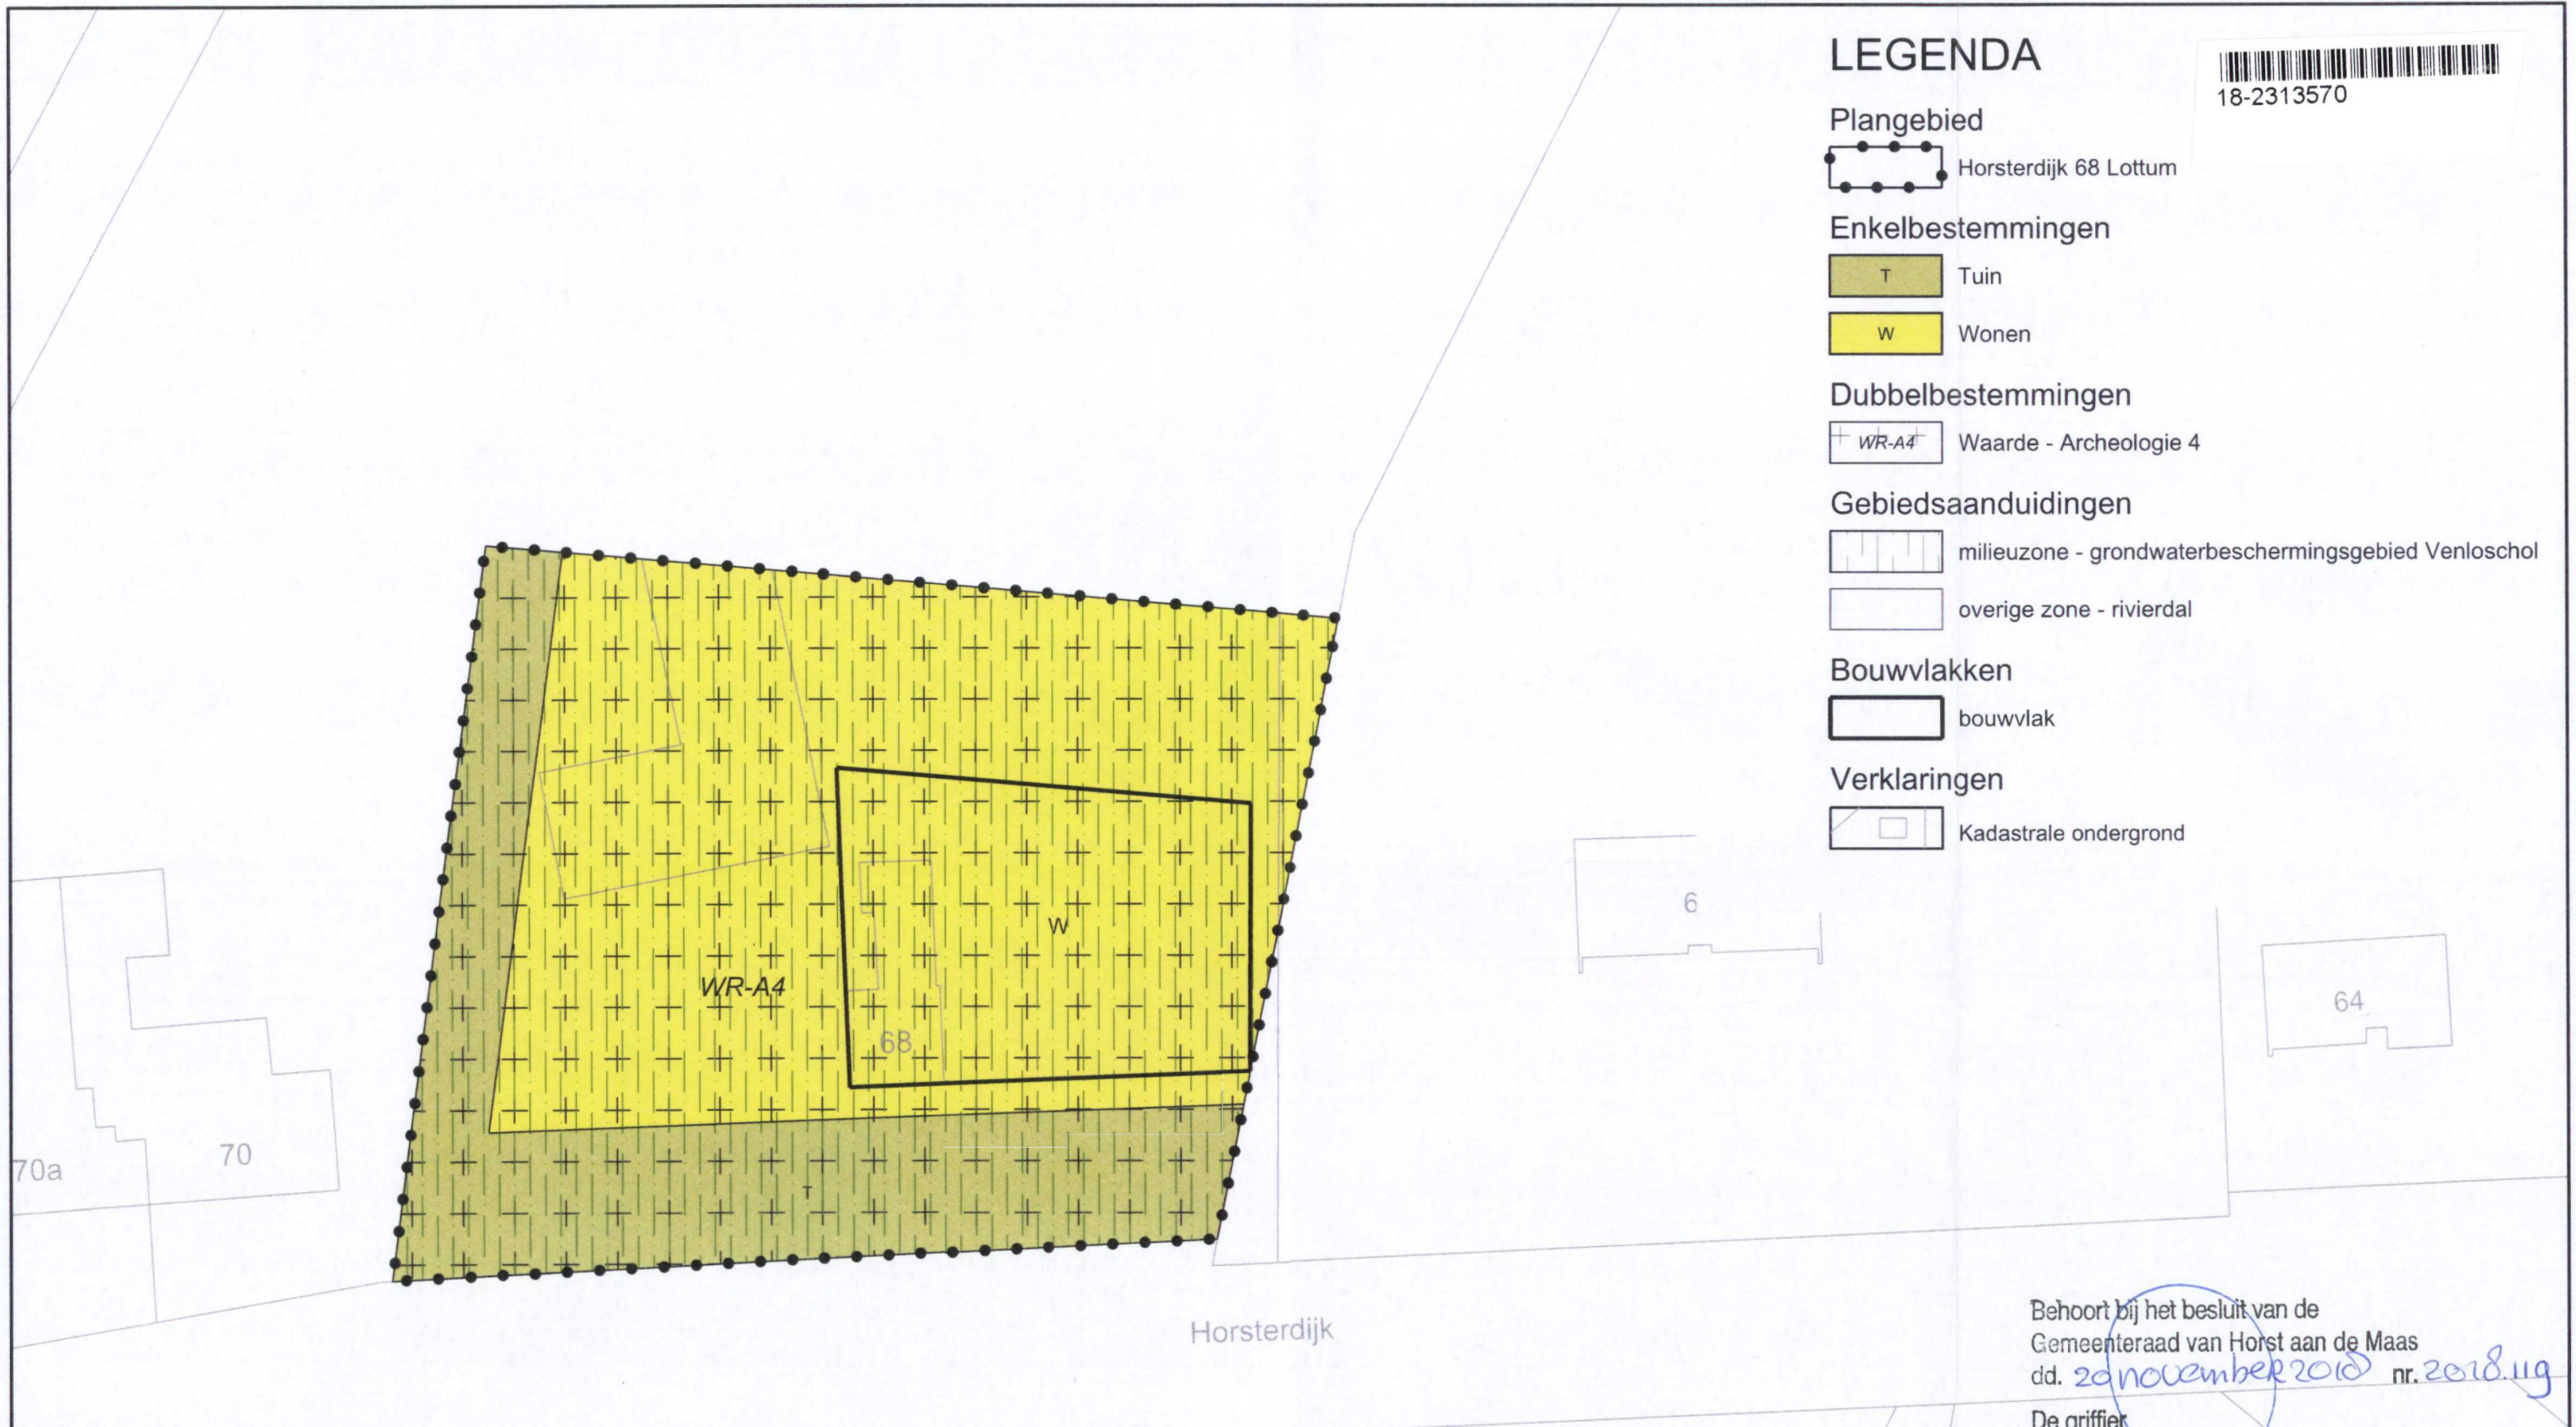 LEGENDA
18-2313570
Plangebied
Horsterdijk 68 Lottum
Enkelbestemmingen
T Tuin
W Wonen
Dubbelbestemmingen
WR-A4 Waarde - Archeologie 4
Gebiedsaanduidingen
milieuzone - grondwaterbeschermingsgebied Venloschol
overige zone - rivierdal
Bouwvlakken
bouwvlak
Verklaringen
Kadastrale ondergrond
6
W
WR-A4
64
68
70
70a
T
Horsterdijk
Behoort bij het besluit van de
Gemeenteraad van Horst aan de Maas
dd. 20 november 2018 nr. 2018.119
De griffier